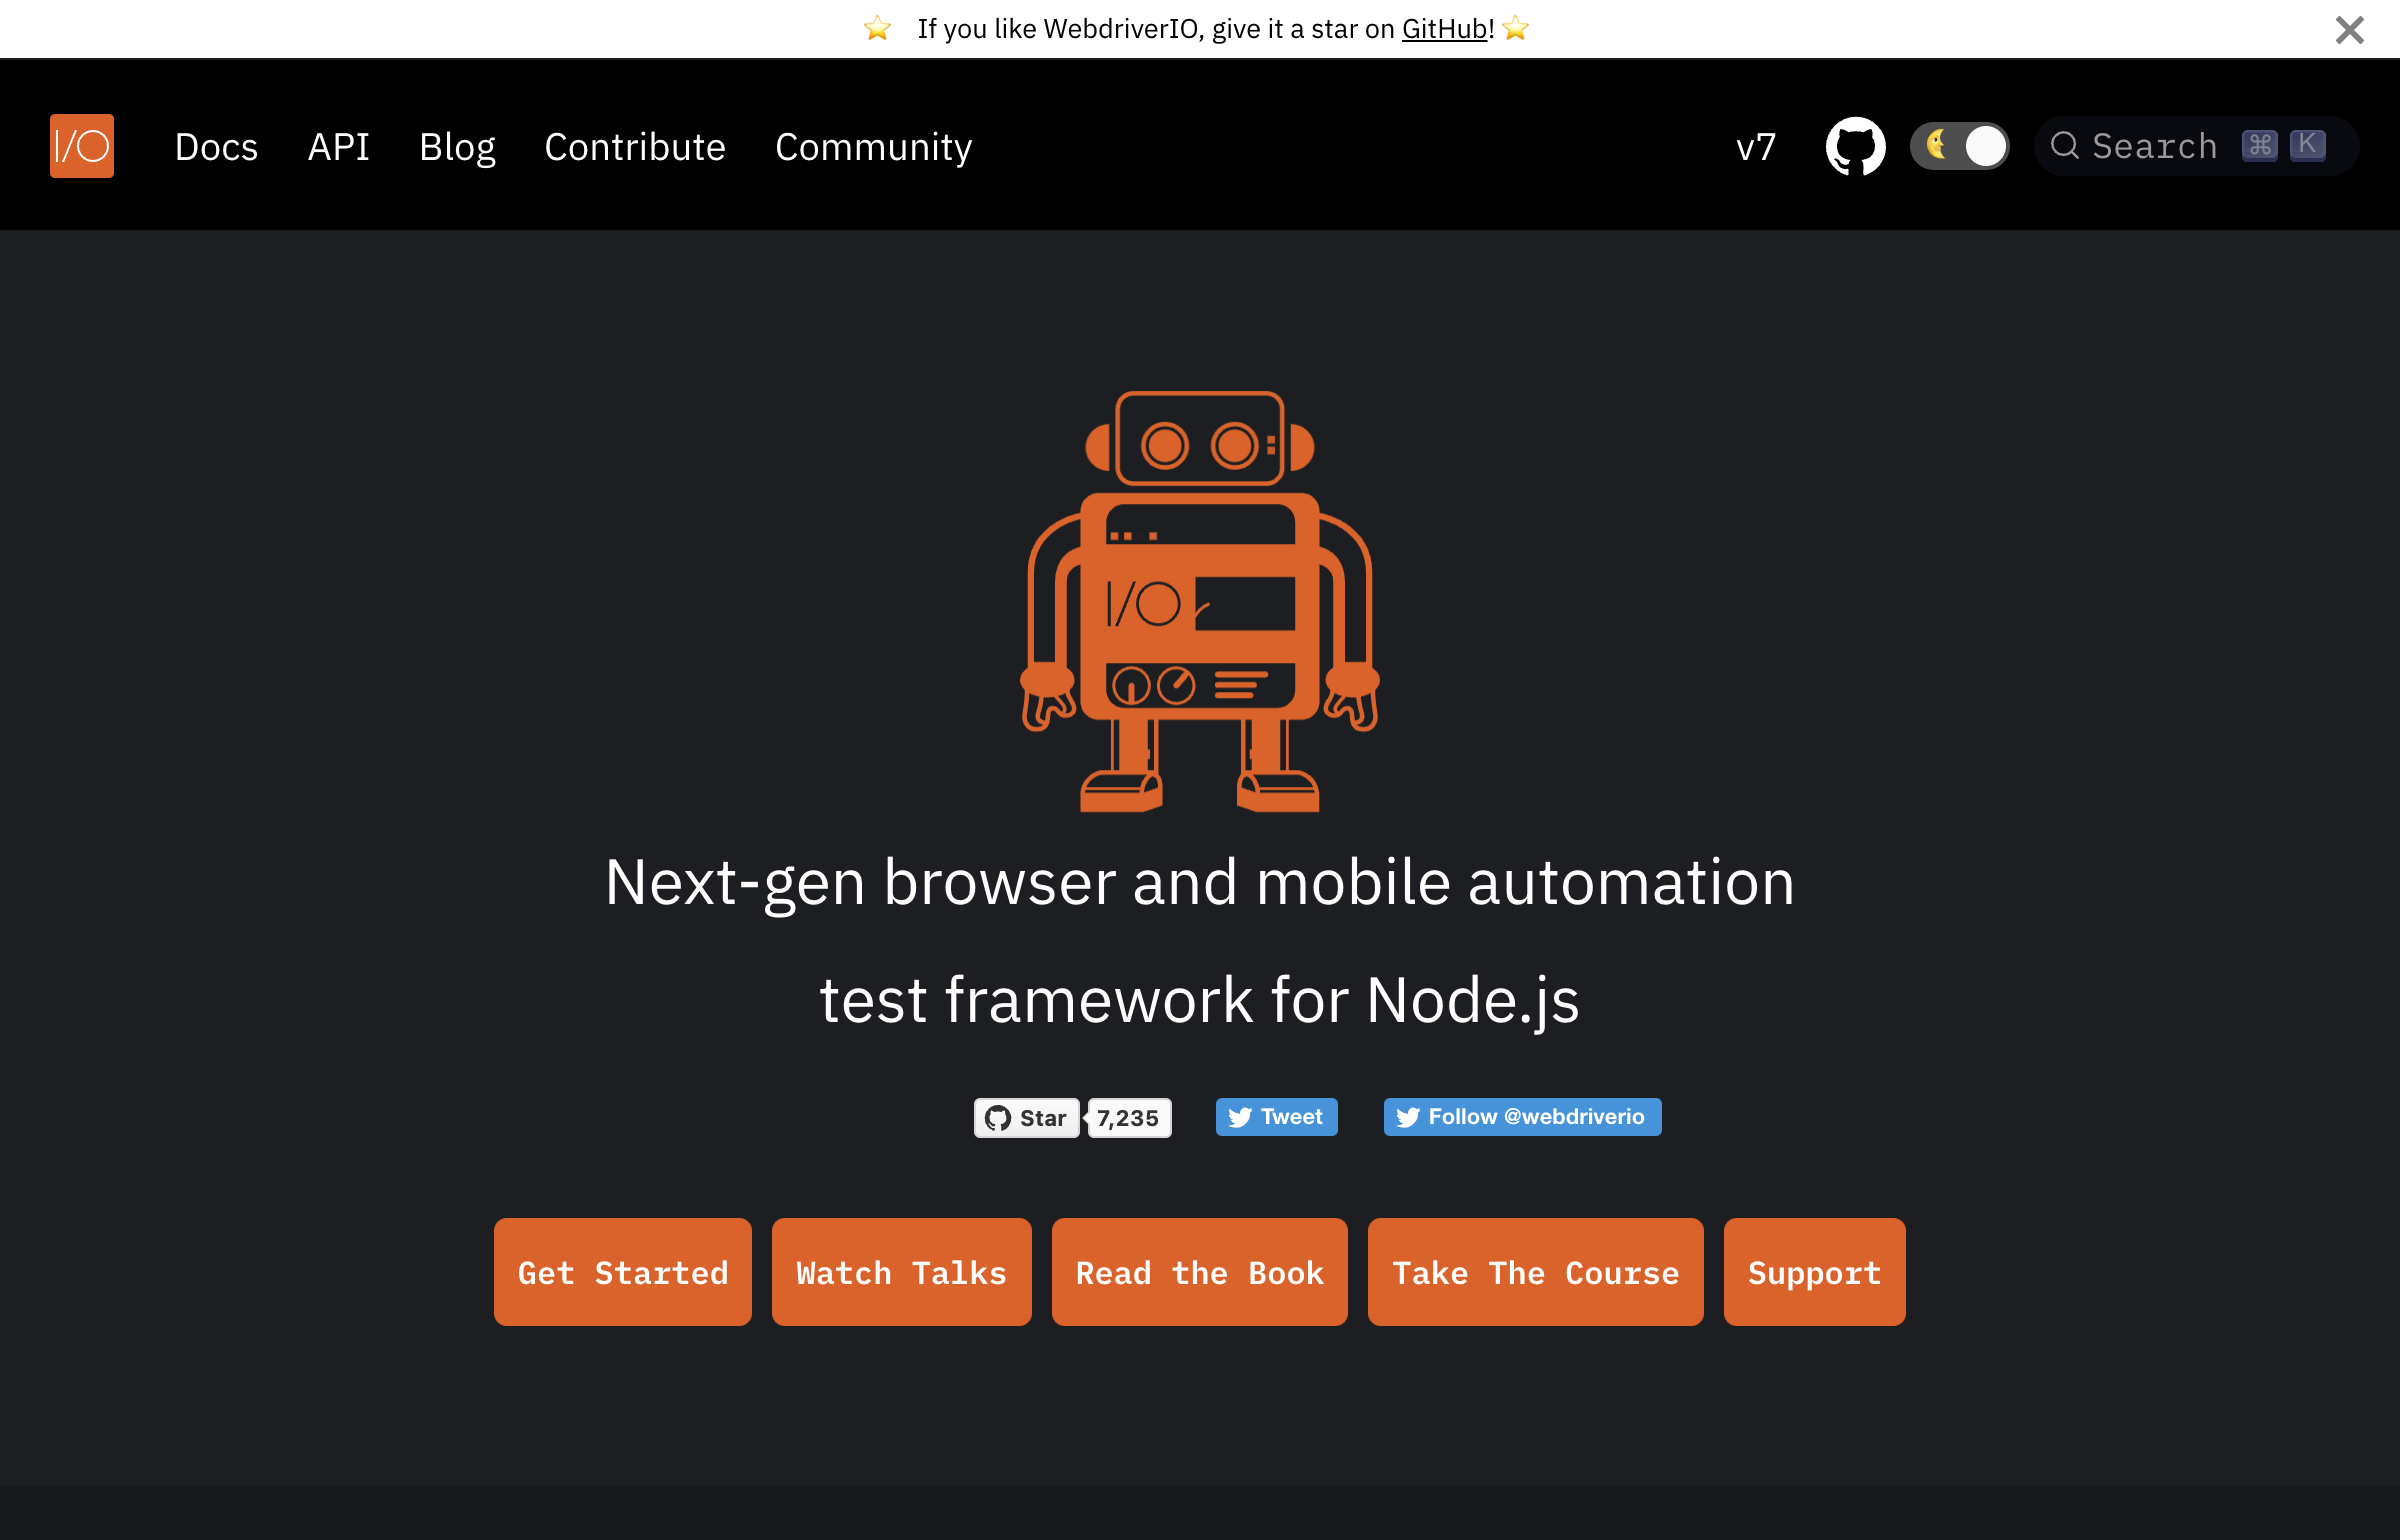 ⭐ If you like WebdriverIO, give it a star on GitHub! ⭐
I/O Docs API Blog Contribute Community v7 Search ⌘ K
I/O
Next-gen browser and mobile automation
test framework for Node.js
Star 7,235 Tweet Follow @webdriverio
Get Started Watch Talks Read the Book Take The Course Support